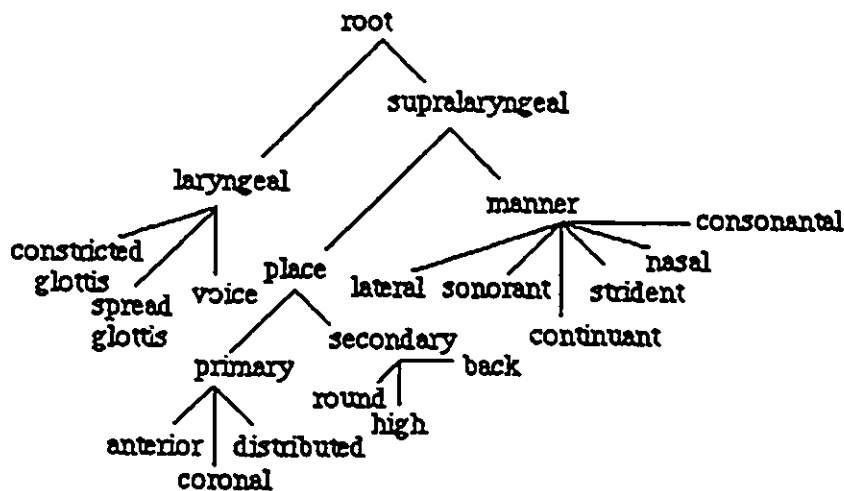 root
supralaryngeal
laryngeal
manner
consonantal
constricted
glottis
spread
glottis
voice
place
lateral
sonorant
strident
nasal
continuant
primary
secondary
back
round
high
anterior
distributed
coronal